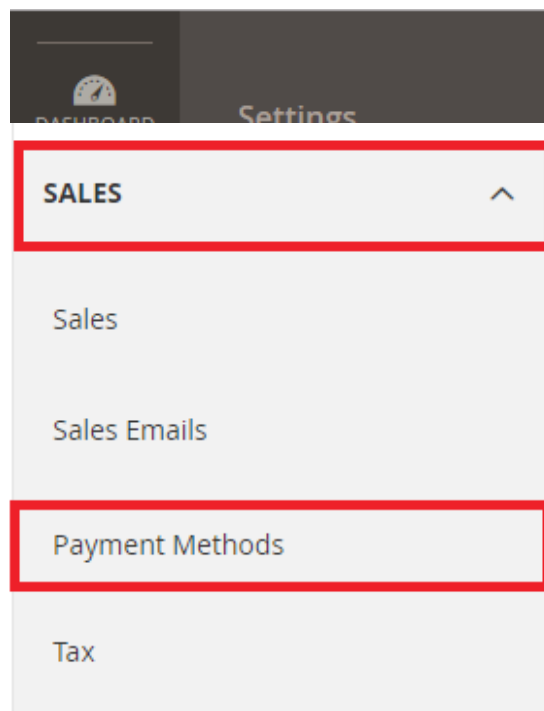 DASHBOARD
Settings
SALES
Sales
Sales Emails
Payment Methods
Tax